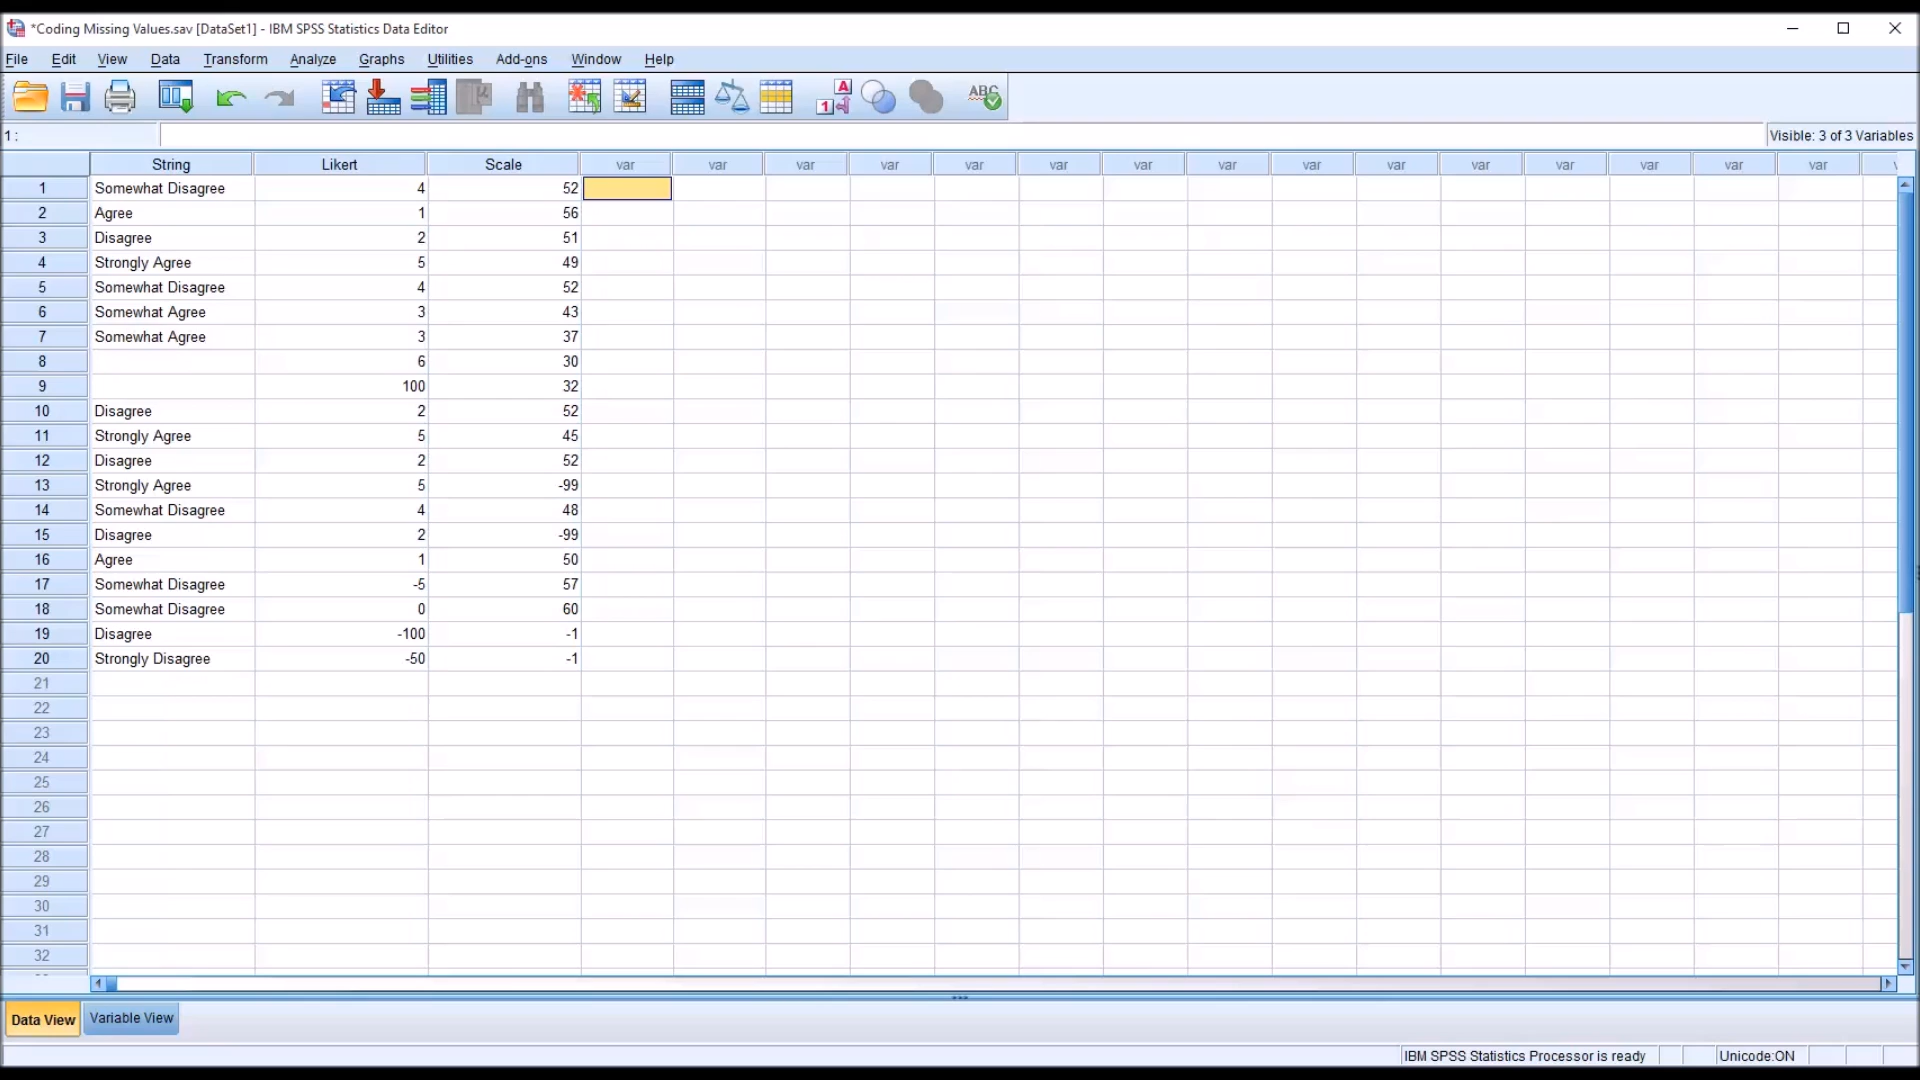 *Coding Missing Values.sav [DataSet1] - IBM SPSS Statistics Data Editor
File Edit View Data Transform Analyze Graphs Utilities Add-ons Window Help
1 A ABC
1 : Visible: 3 of 3 Variables
String Likert Scale var var var var var var var var var var var var var var var
1 Somewhat Disagree 4 52
2 Agree 1 56
3 Disagree 2 51
4 Strongly Agree 5 49
5 Somewhat Disagree 4 52
6 Somewhat Agree 3 43
7 Somewhat Agree 3 37
8 6 30
9 100 32
10 Disagree 2 52
11 Strongly Agree 5 45
12 Disagree 2 52
13 Strongly Agree 5 -99
14 Somewhat Disagree 4 48
15 Disagree 2 -99
16 Agree 1 50
17 Somewhat Disagree -5 57
18 Somewhat Disagree 0 60
19 Disagree -100 -1
20 Strongly Disagree -50 -1
21
22
23
24
25
26
27
28
29
30
31
32
Data View Variable View
IBM SPSS Statistics Processor is ready Unicode:ON